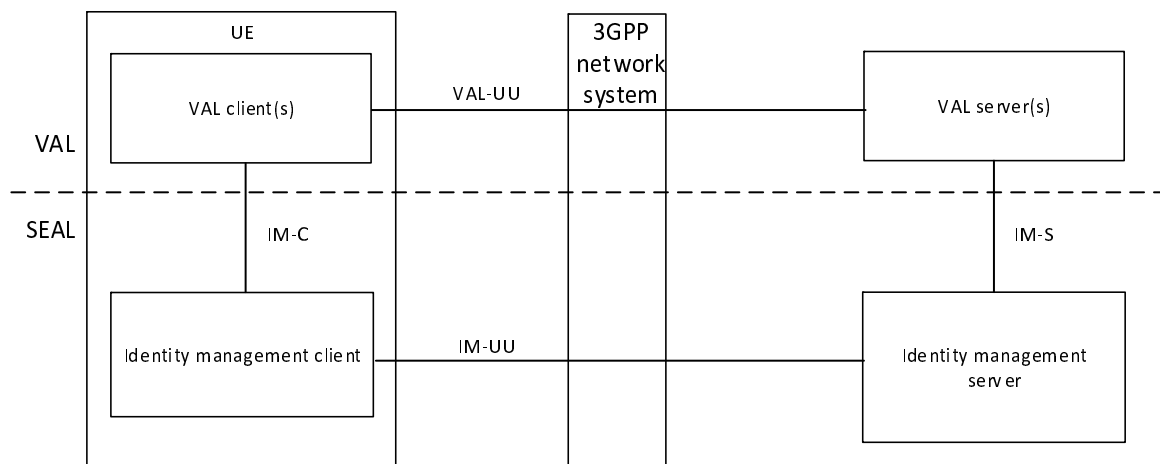 UE
3GPP
network
system
VAL client(s)
VAL-UU
VAL server(s)
VAL
SEAL
IM-C
IM-S
Identity management client
IM-UU
Identity management
server